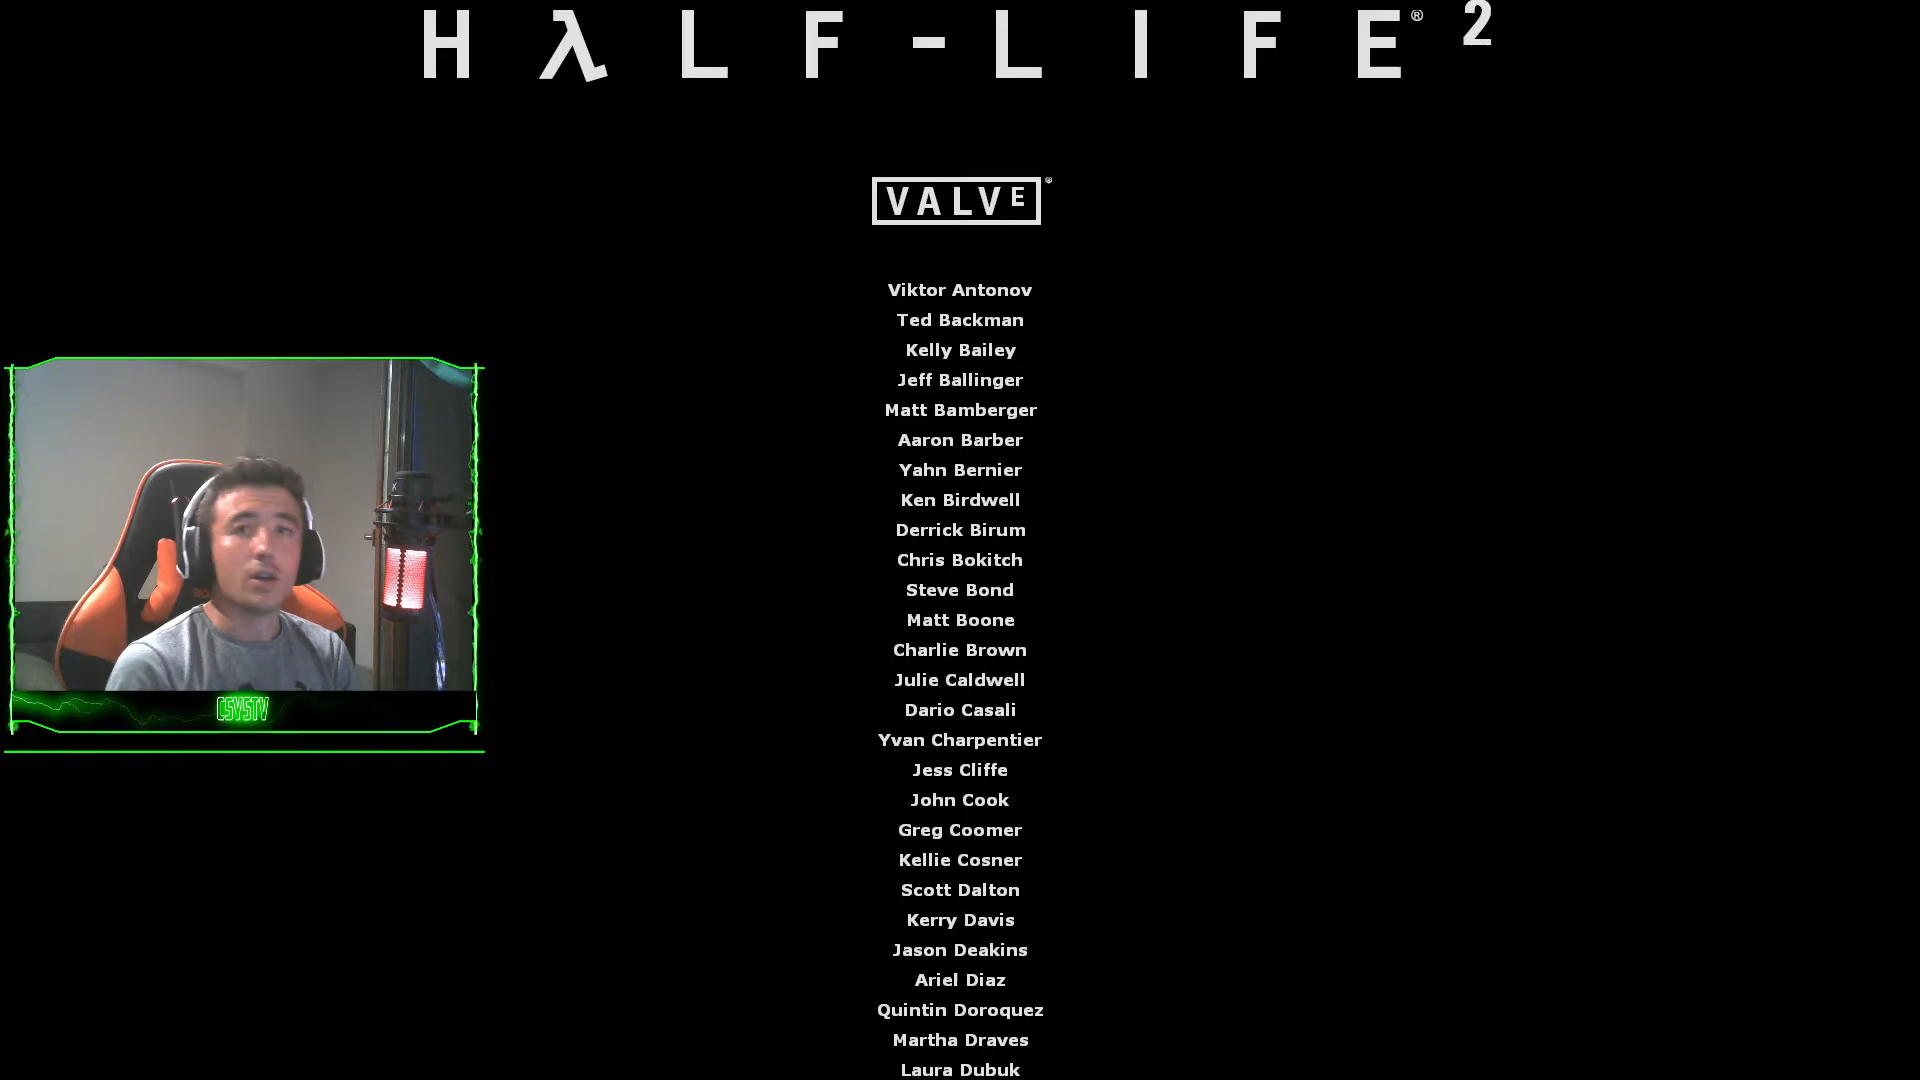 HλLF-LIFE® 2
VALVE®
Viktor Antonov
Ted Backman
Kelly Bailey
Jeff Ballinger
Matt Bamberger
Aaron Barber
Yahn Bernier
Ken Birdwell
Derrick Birum
Chris Bokitch
Steve Bond
Matt Boone
Charlie Brown
Julie Caldwell
Dario Casali
Yvan Charpentier
Jess Cliffe
John Cook
Greg Coomer
Kellie Cosner
Scott Dalton
Kerry Davis
Jason Deakins
Ariel Diaz
Quintin Doroquez
Martha Draves
Laura Dubuk
CSYSTV